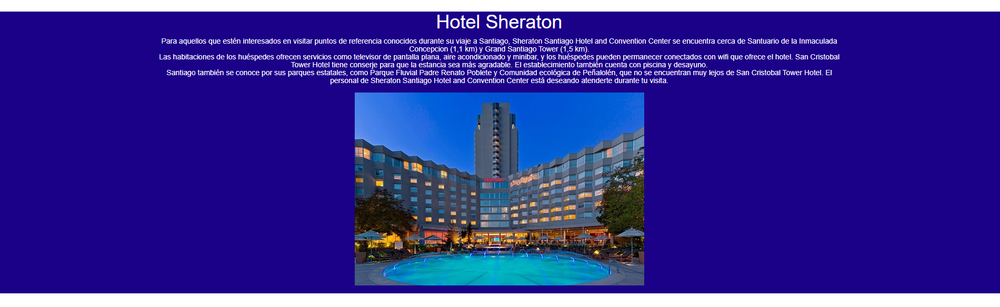 Hotel Sheraton
Para aquellos que estén interesados en visitar puntos de referencia conocidos durante su viaje a Santiago, Sheraton Santiago Hotel and Convention Center se encuentra cerca de Santuario de la Inmaculada
Concepcion (1,1 km) y Grand Santiago Tower (1,5 km).
Las habitaciones de los huéspedes ofrecen servicios como televisor de pantalla plana, aire acondicionado y minibar, y los huéspedes pueden permanecer conectados con wifi que ofrece el hotel. San Cristobal
Tower Hotel tiene conserje para que la estancia sea más agradable. El establecimiento también cuenta con piscina y desayuno.
Santiago también se conoce por sus parques estatales, como Parque Fluvial Padre Renato Poblete y Comunidad ecológica de Peñalolén, que no se encuentran muy lejos de San Cristobal Tower Hotel. El
personal de Sheraton Santiago Hotel and Convention Center está deseando atenderte durante tu visita.